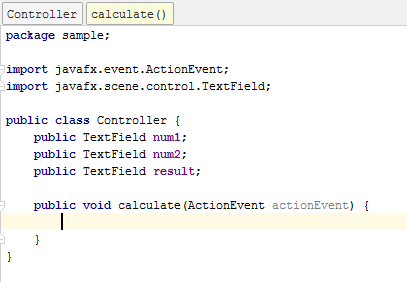 Controller calculate()
package sample;
import javafx.event.ActionEvent;
import javafx.scene.control.TextField;
public class Controller {
public TextField num1;
public TextField num2;
public TextField result;
public void calculate(ActionEvent actionEvent) {
}
}